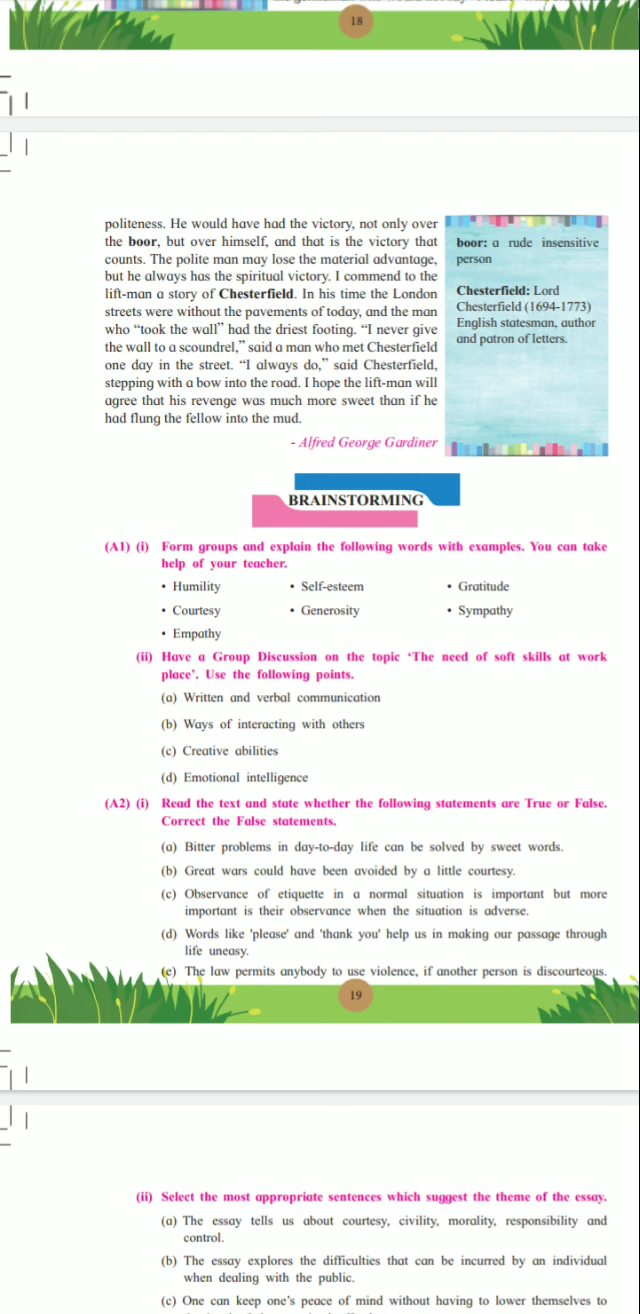 18
politeness. He would have had the victory, not only over
the boor, but over himself, and that is the victory that
counts. The polite man may lose the material advantage,
but he always has the spiritual victory. I commend to the
lift-man a story of Chesterfield. In his time the London
streets were without the pavements of today, and the man
who “took the wall” had the driest footing. “I never give
the wall to a scoundrel,” said a man who met Chesterfield
one day in the street. “I always do,” said Chesterfield,
stepping with a bow into the road. I hope the lift-man will
agree that his revenge was much more sweet than if he
had flung the fellow into the mud.
- Alfred George Gardiner
boor: a rude insensitive
person
Chesterfield: Lord
Chesterfield (1694-1773)
English statesman, author
and patron of letters.
BRAINSTORMING
(A1) (i) Form groups and explain the following words with examples. You can take
help of your teacher.
• Humility • Self-esteem • Gratitude
• Courtesy • Generosity • Sympathy
• Empathy
(ii) Have a Group Discussion on the topic ‘The need of soft skills at work
place’. Use the following points.
(a) Written and verbal communication
(b) Ways of interacting with others
(c) Creative abilities
(d) Emotional intelligence
(A2) (i) Read the text and state whether the following statements are True or False.
Correct the False statements.
(a) Bitter problems in day-to-day life can be solved by sweet words.
(b) Great wars could have been avoided by a little courtesy.
(c) Observance of etiquette in a normal situation is important but more
important is their observance when the situation is adverse.
(d) Words like 'please' and 'thank you' help us in making our passage through
life uneasy.
(e) The law permits anybody to use violence, if another person is discourteous.
19
(ii) Select the most appropriate sentences which suggest the theme of the essay.
(a) The essay tells us about courtesy, civility, morality, responsibility and
control.
(b) The essay explores the difficulties that can be incurred by an individual
when dealing with the public.
(c) One can keep one’s peace of mind without having to lower themselves to